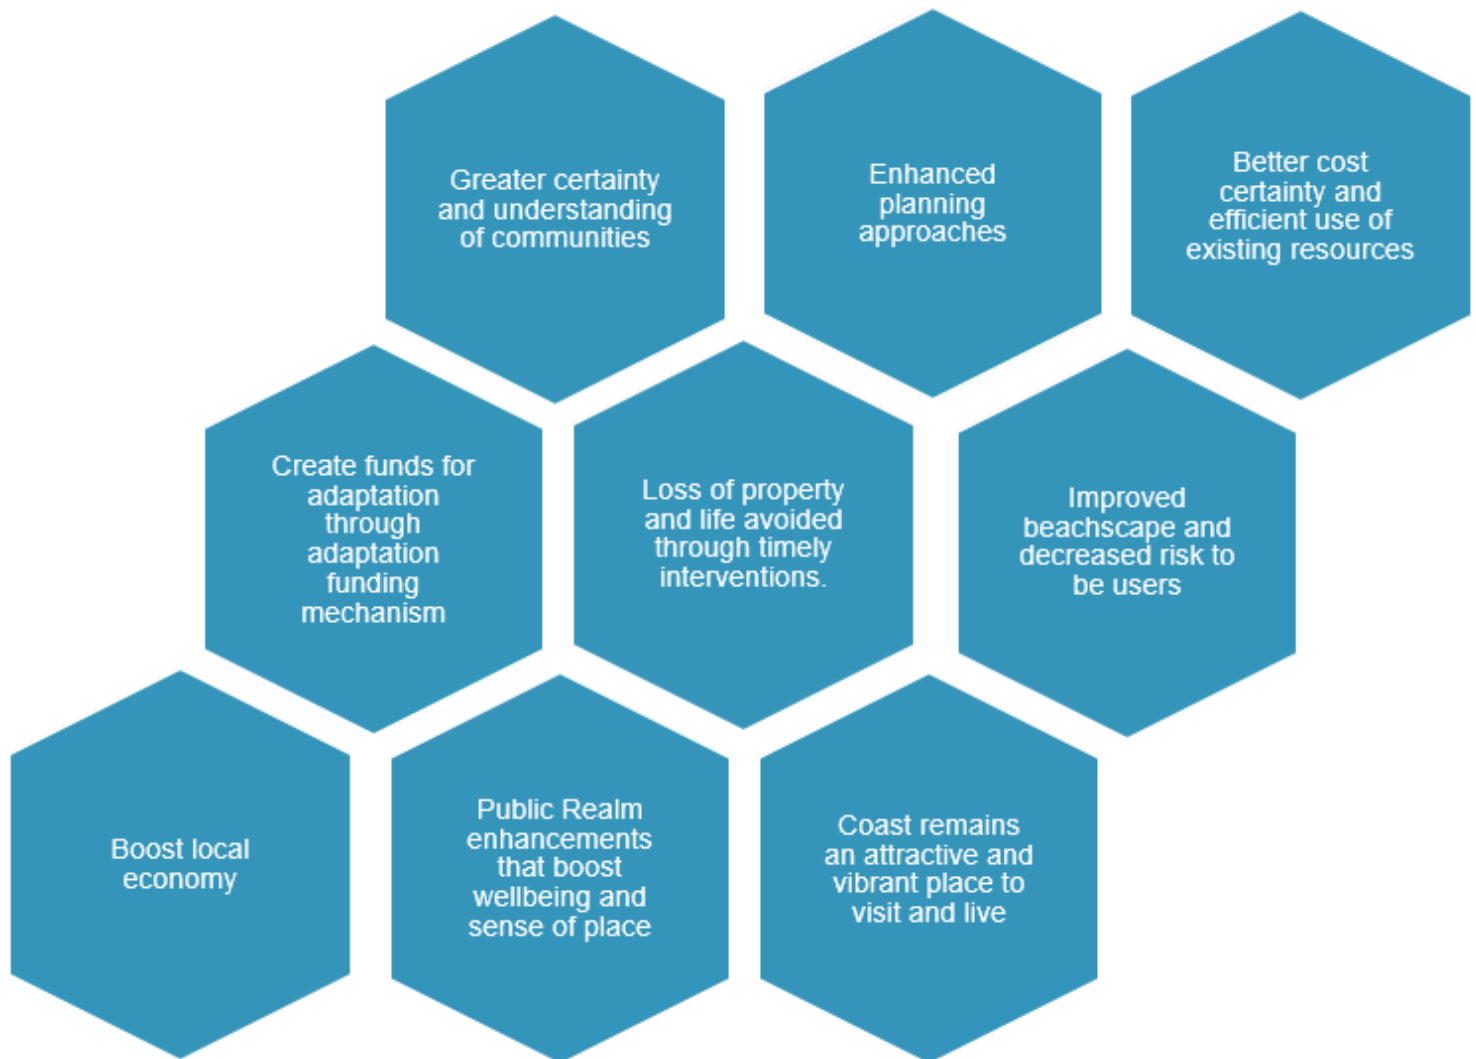 Greater certainty
and understanding
of communities
Enhanced
planning
approaches
Better cost
certainty and
efficient use of
existing resources
Create funds for
adaptation
through
adaptation
funding
mechanism
Loss of property
and life avoided
through timely
interventions.
Improved
beachscape and
decreased risk to
be users
Boost local
economy
Public Realm
enhancements
that boost
wellbeing and
sense of place
Coast remains
an attractive and
vibrant place to
visit and live